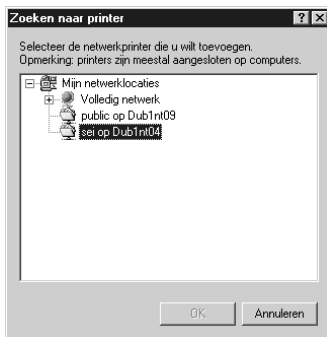 Zoeken naar printer
Selecteer de netwerkprinter die u wilt toevoegen.
Opmerking: printers zijn meestal aangesloten op computers.
Mijn netwerklocaties
Volledig netwerk
public op Dub1nt09
sei op Dub1nt04
OK
Annuleren